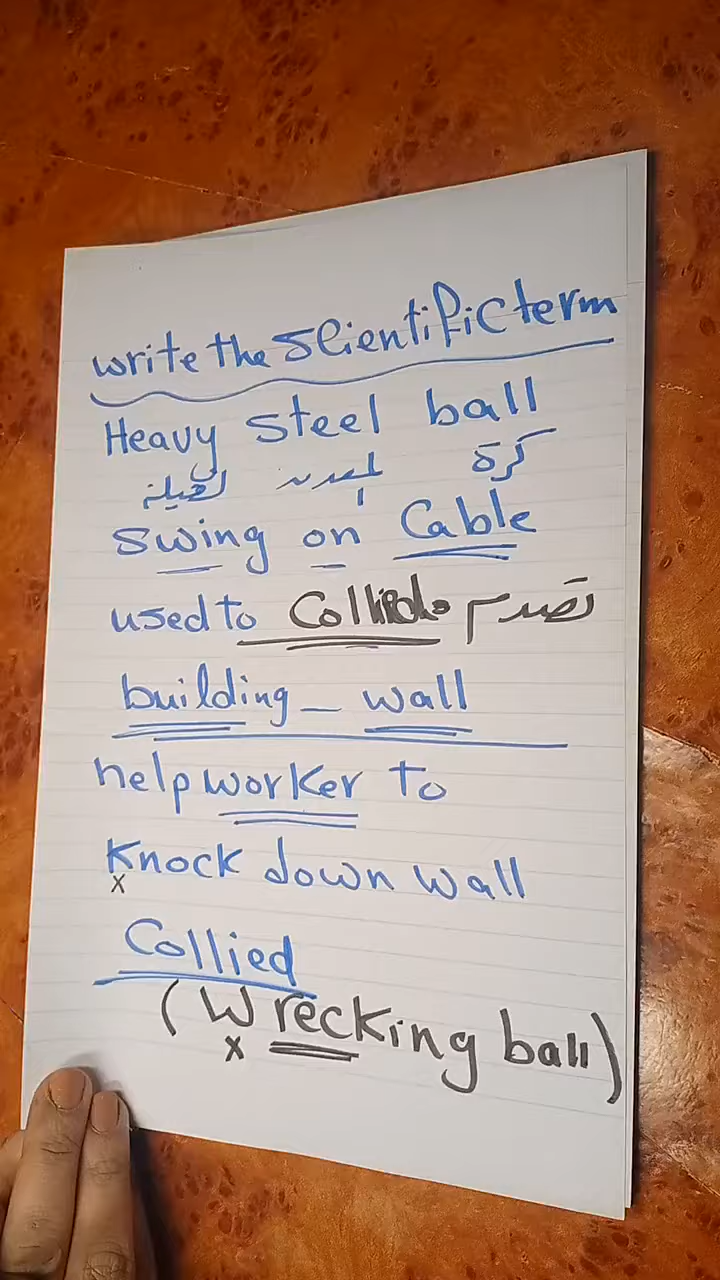 write the scientific term
Heavy steel ball
كرة المعدن الثقيلة
swing on Cable
used to Collide تصدم
building – wall
help worker to
Knock down wall
x
Collied
(Wrecking ball)
x